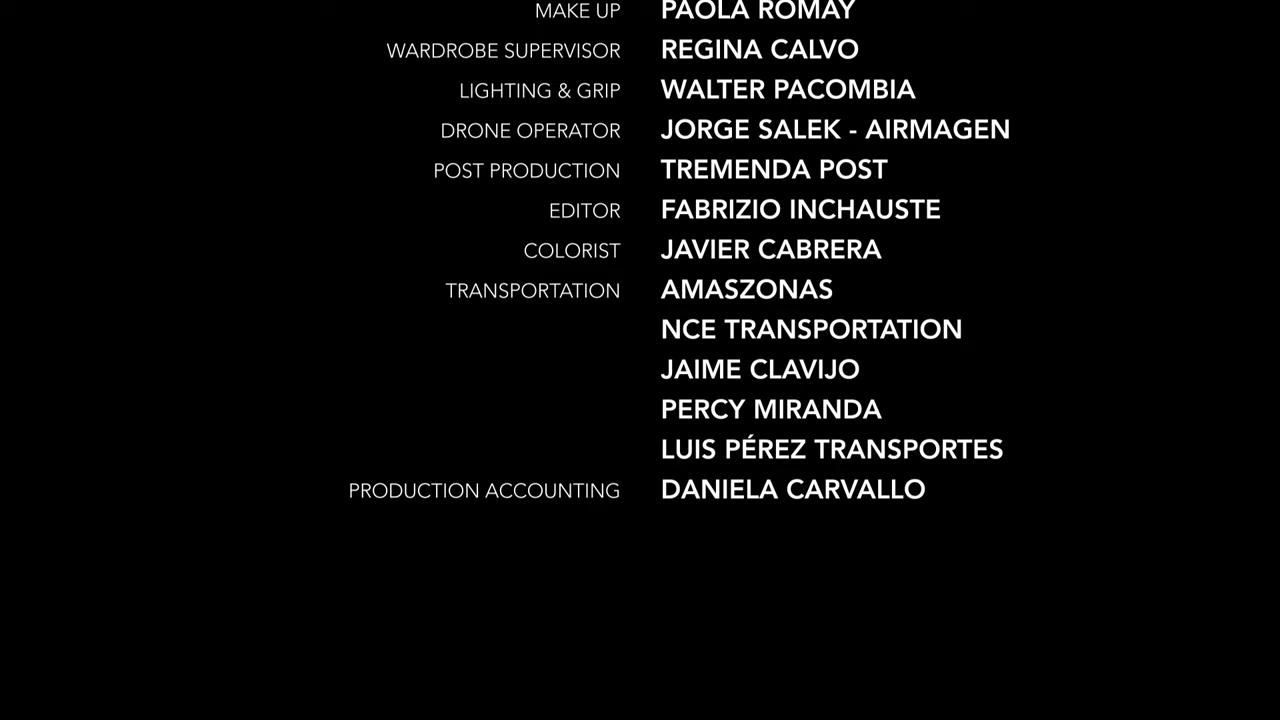 MAKE UP PAOLA ROMAY
WARDROBE SUPERVISOR REGINA CALVO
LIGHTING & GRIP WALTER PACOMBIA
DRONE OPERATOR JORGE SALEK - AIRMAGEN
POST PRODUCTION TREMENDA POST
EDITOR FABRIZIO INCHAUSTE
COLORIST JAVIER CABRERA
TRANSPORTATION AMASZONAS
NCE TRANSPORTATION
JAIME CLAVIJO
PERCY MIRANDA
LUIS PÉREZ TRANSPORTES
PRODUCTION ACCOUNTING DANIELA CARVALLO